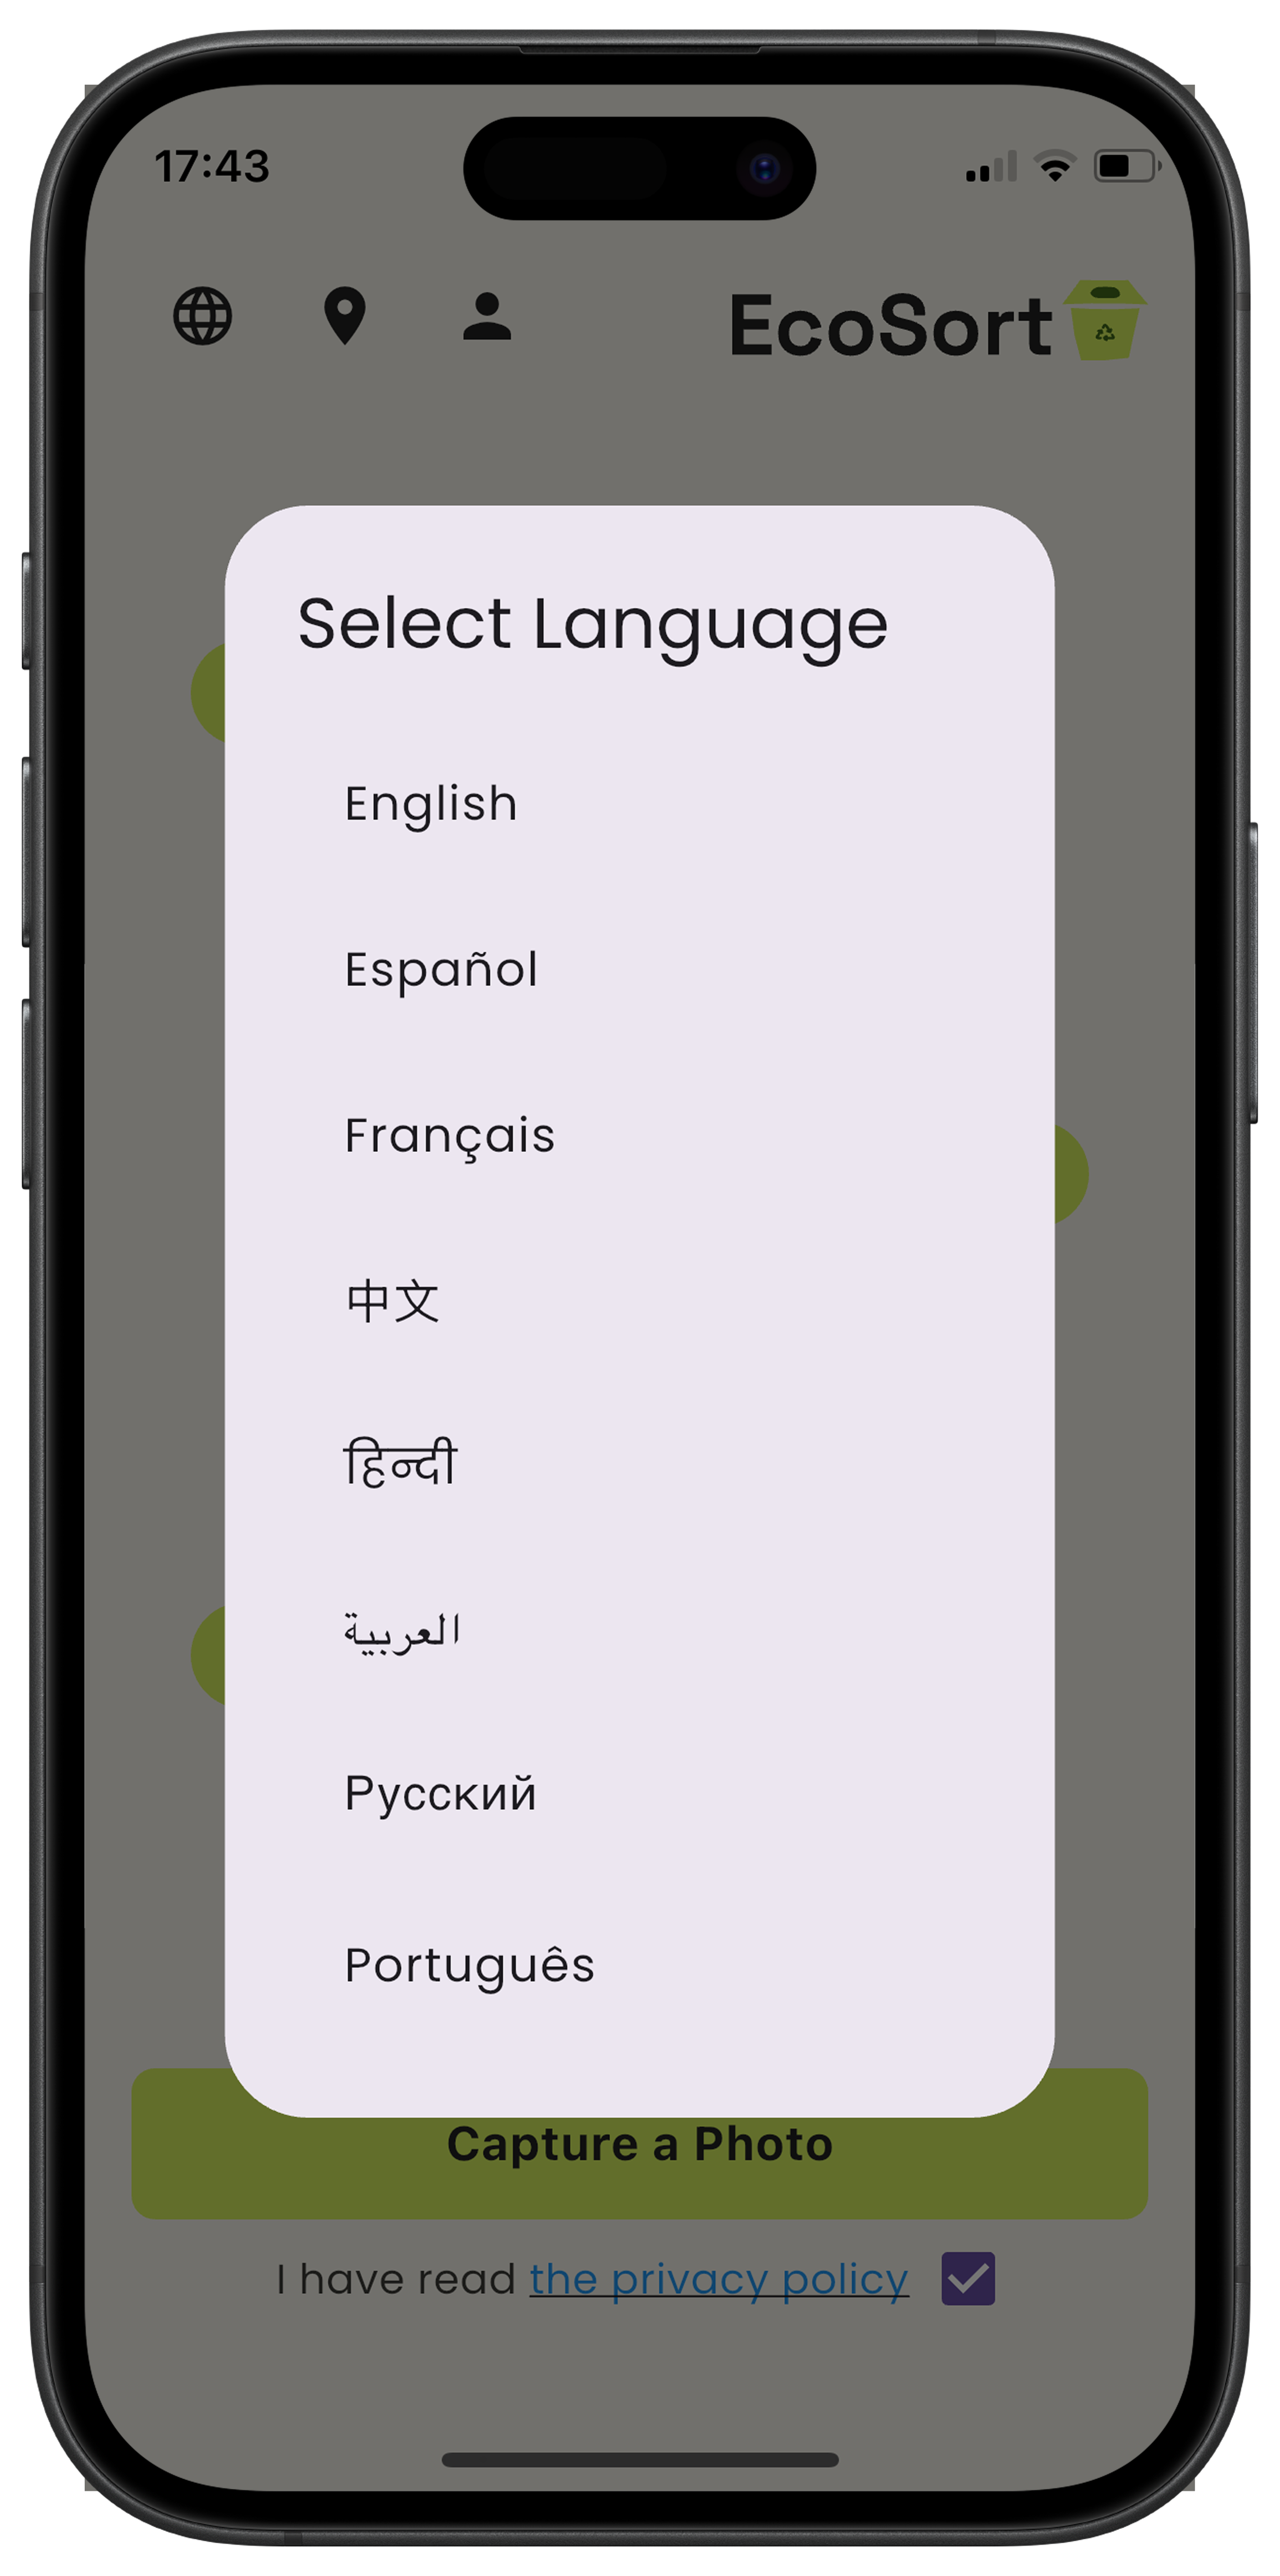 17:43
EcoSort
Select Language
English
Español
Français
中文
हिन्दी
العربية
Русский
Português
Capture a Photo
I have read the privacy policy